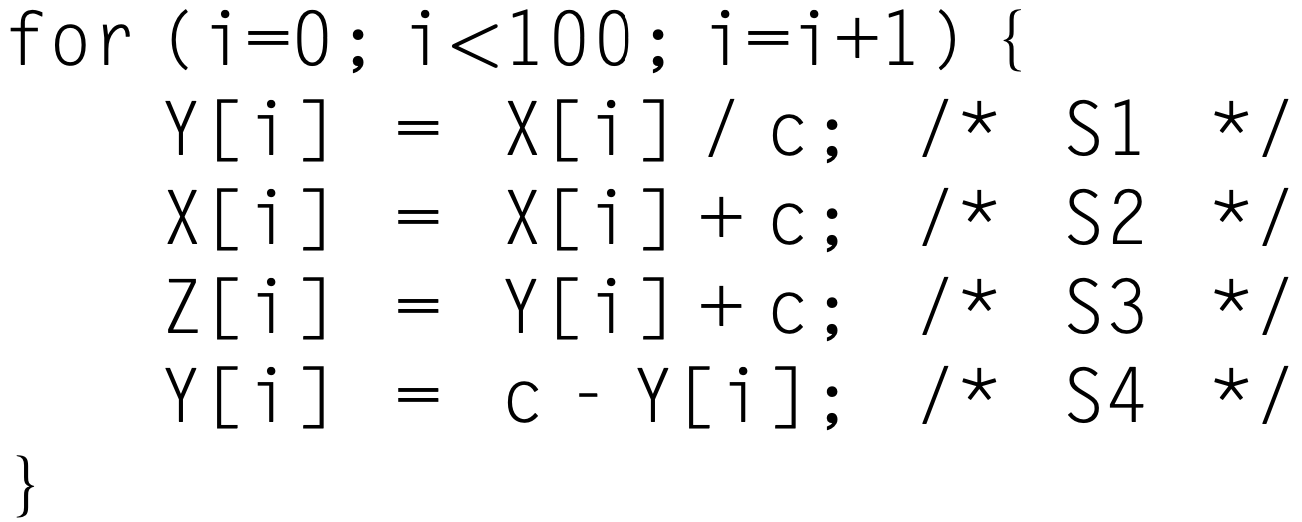 for (i=0; i<100; i=i+1) {
    Y[i] = X[i] / c; /* S1 */
    X[i] = X[i] + c; /* S2 */
    Z[i] = Y[i] + c; /* S3 */
    Y[i] = c - Y[i]; /* S4 */
}